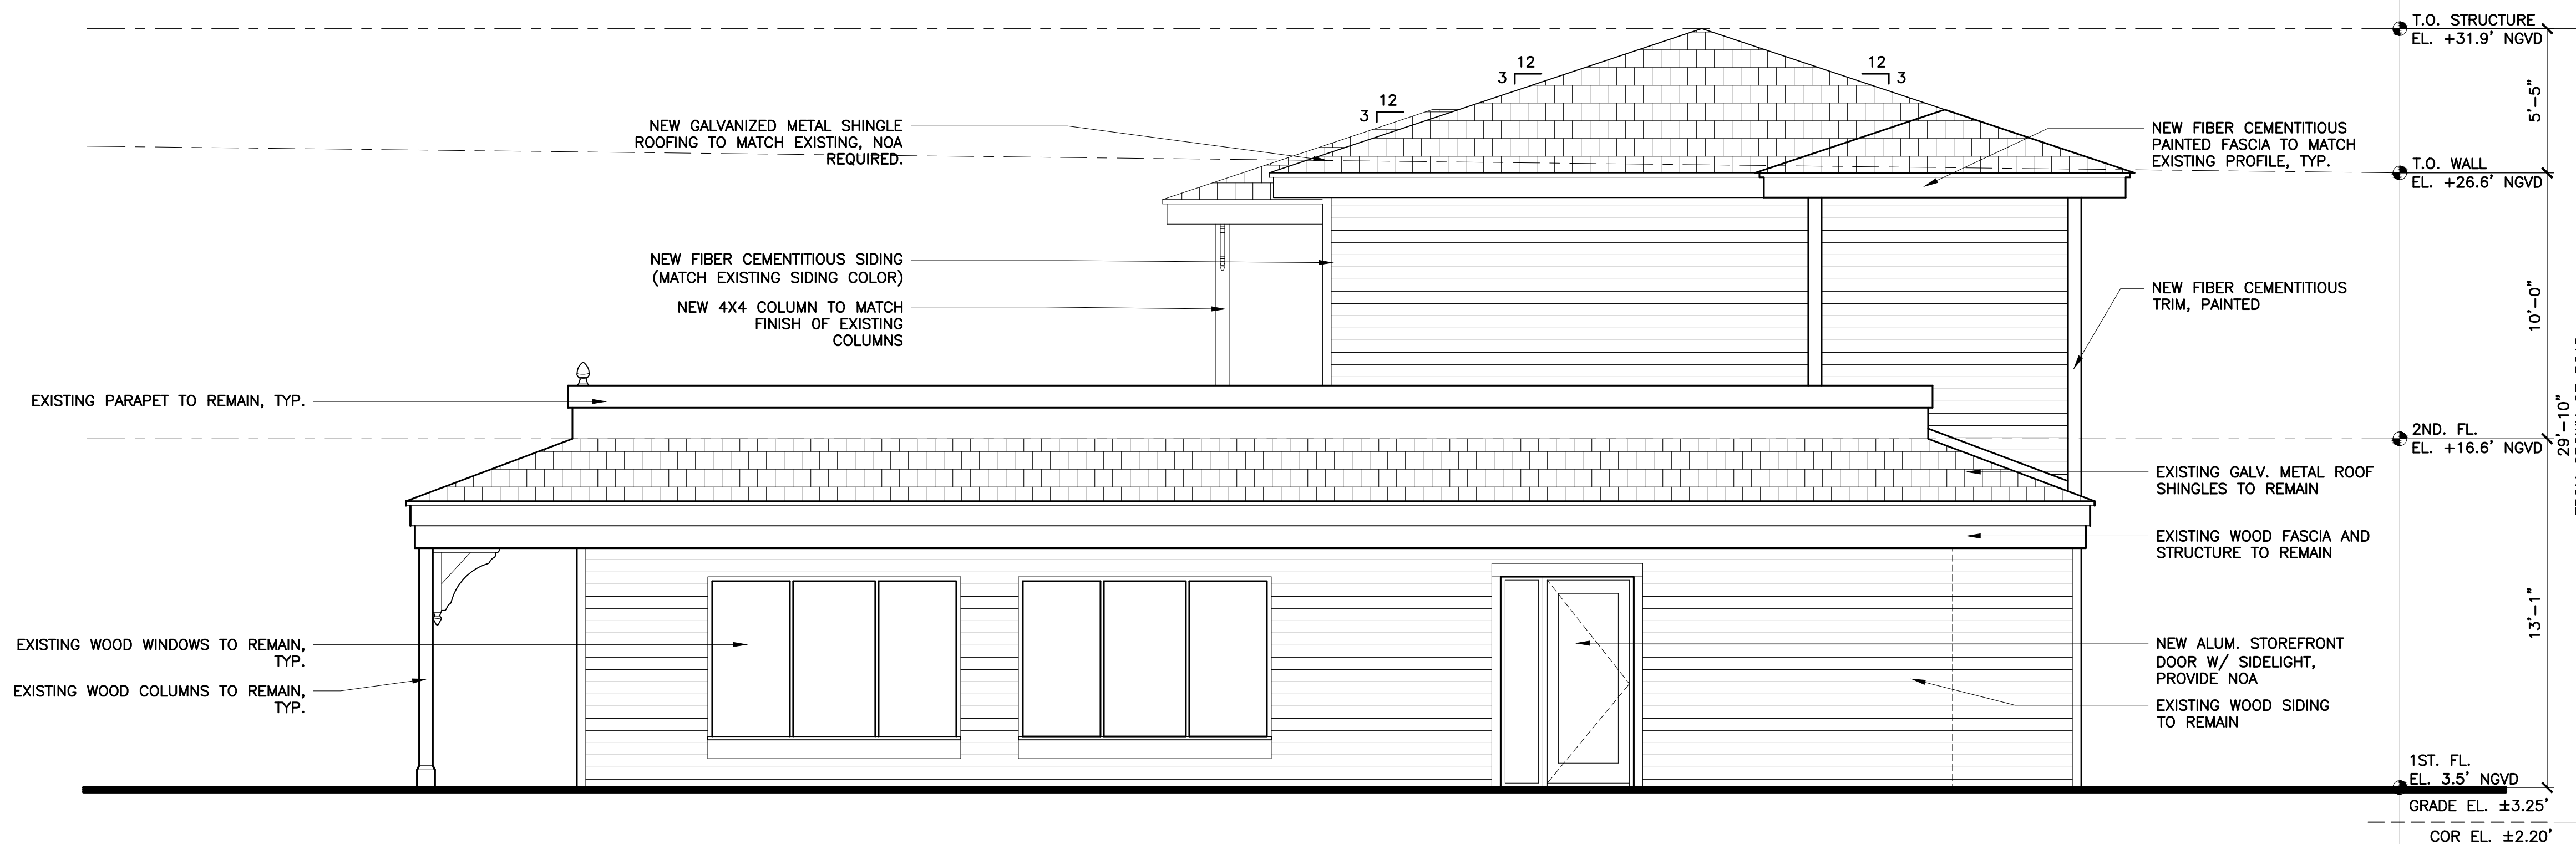 T.O. STRUCTURE
EL. +31.9' NGVD
12
3
12
3
12
3
5'-5"
NEW GALVANIZED METAL SHINGLE
ROOFING TO MATCH EXISTING, NOA
REQUIRED.
NEW FIBER CEMENTITIOUS
PAINTED FASCIA TO MATCH
EXISTING PROFILE, TYP.
T.O. WALL
EL. +26.6' NGVD
NEW FIBER CEMENTITIOUS SIDING
(MATCH EXISTING SIDING COLOR)
NEW 4X4 COLUMN TO MATCH
FINISH OF EXISTING
COLUMNS
NEW FIBER CEMENTITIOUS
TRIM, PAINTED
10'-0"
EXISTING PARAPET TO REMAIN, TYP.
2ND. FL.
EL. +16.6' NGVD
29'-10"
EXISTING GALV. METAL ROOF
SHINGLES TO REMAIN
EXISTING WOOD FASCIA AND
STRUCTURE TO REMAIN
13'-1"
EXISTING WOOD WINDOWS TO REMAIN,
TYP.
EXISTING WOOD COLUMNS TO REMAIN,
TYP.
NEW ALUM. STOREFRONT
DOOR W/ SIDELIGHT,
PROVIDE NOA
EXISTING WOOD SIDING
TO REMAIN
1ST. FL.
EL. 3.5' NGVD
GRADE EL. ±3.25'
COR EL. ±2.20'